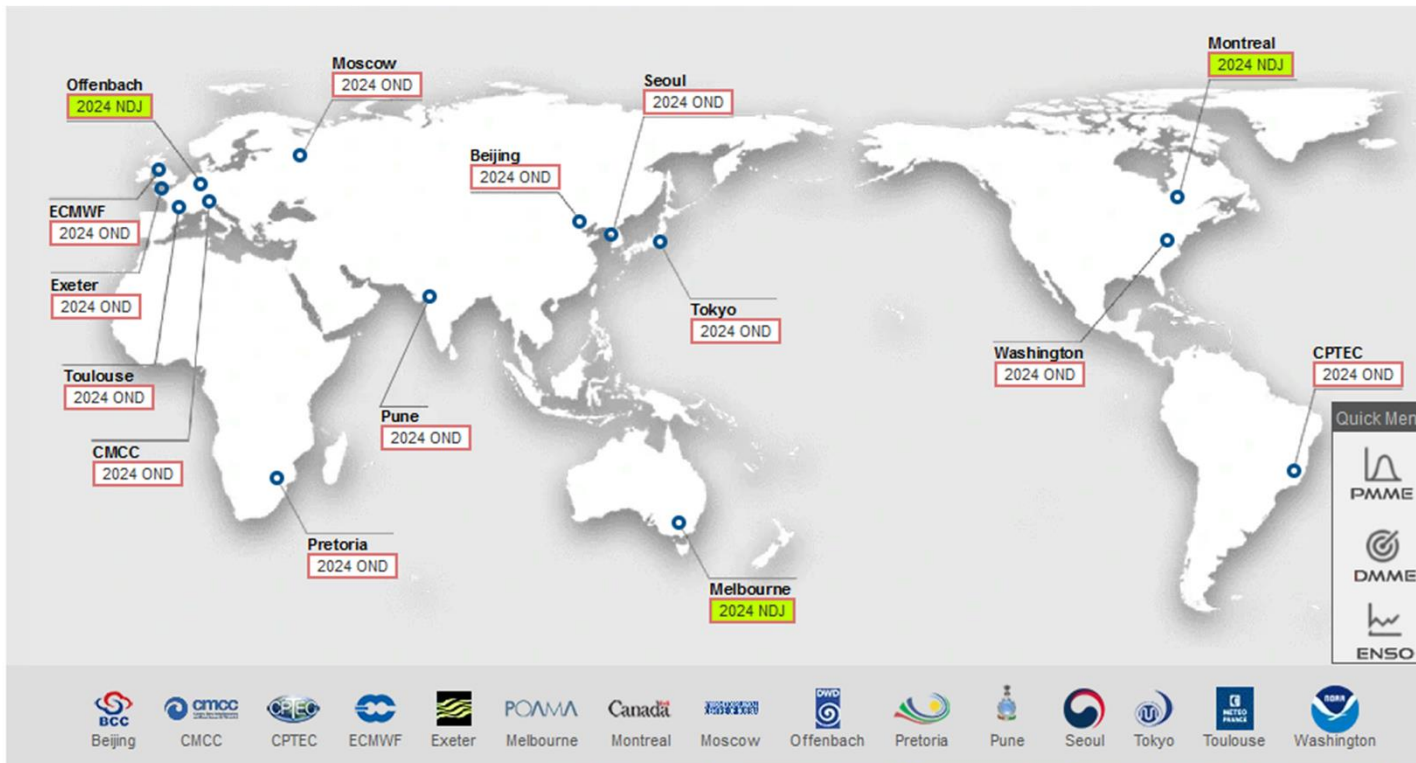 Montreal
2024 NDJ
Moscow
2024 OND
Offenbach
2024 NDJ
Seoul
2024 OND
Beijing
2024 OND
ECMWF
2024 OND
Exeter
2024 OND
Tokyo
2024 OND
Washington
2024 OND
CPTEC
2024 OND
Toulouse
2024 OND
Pune
2024 OND
CMCC
2024 OND
Pretoria
2024 OND
Melbourne
2024 NDJ
Quick Men
PMME
DMME
ENSO
BCC
cmcc
CPTEC
POAMA
Canada
DWD
METEO
FRANCE
NOAA
Beijing
CMCC
CPTEC
ECMWF
Exeter
Melbourne
Montreal
Moscow
Offenbach
Pretoria
Pune
Seoul
Tokyo
Toulouse
Washington